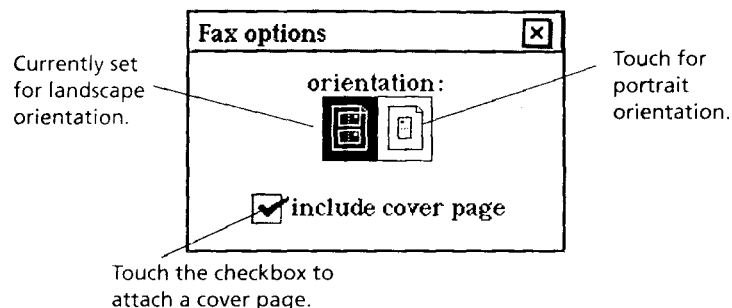 Fax options
Currently set
for landscape
orientation.
orientation:
Touch for
portrait
orientation.
include cover page
Touch the checkbox to
attach a cover page.